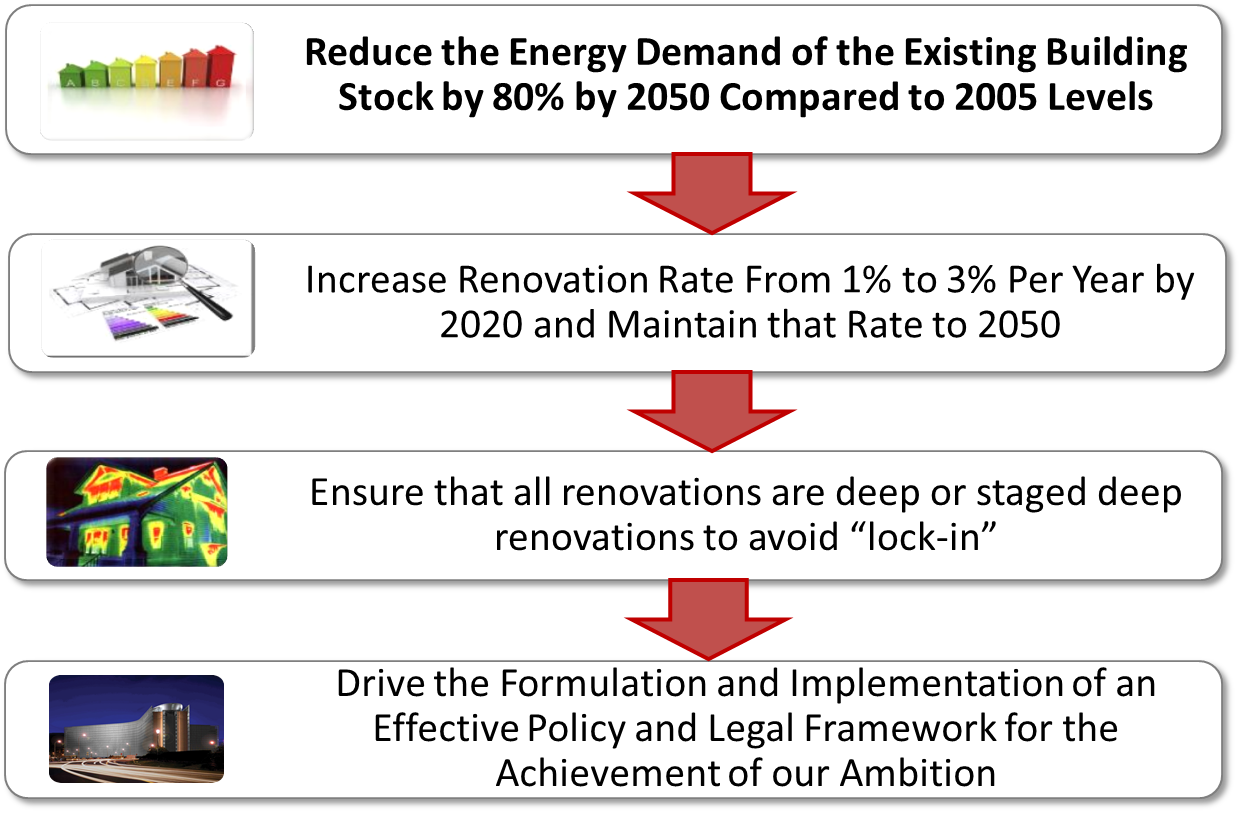 A B C D E F G
Reduce the Energy Demand of the Existing Building
Stock by 80% by 2050 Compared to 2005 Levels
Increase Renovation Rate From 1% to 3% Per Year by
2020 and Maintain that Rate to 2050
Ensure that all renovations are deep or staged deep
renovations to avoid “lock-in”
Drive the Formulation and Implementation of an
Effective Policy and Legal Framework for the
Achievement of our Ambition